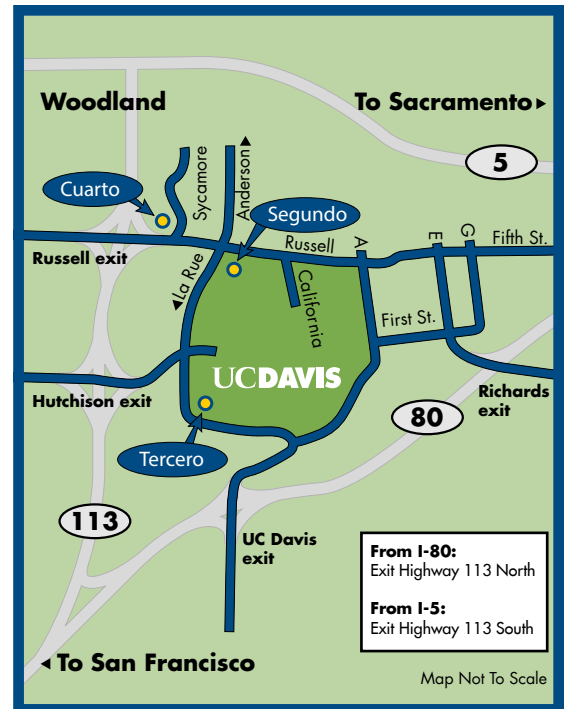 Woodland
To Sacramento
5
Cuarto
Sycamore
Anderson
Segundo
Russell
A
E
G
Fifth St.
Russell exit
La Rue
California
First St.
UCDAVIS
Hutchison exit
Richards
exit
80
Tercero
113
UC Davis
exit
From I-80:
Exit Highway 113 North
From I-5:
Exit Highway 113 South
To San Francisco
Map Not To Scale